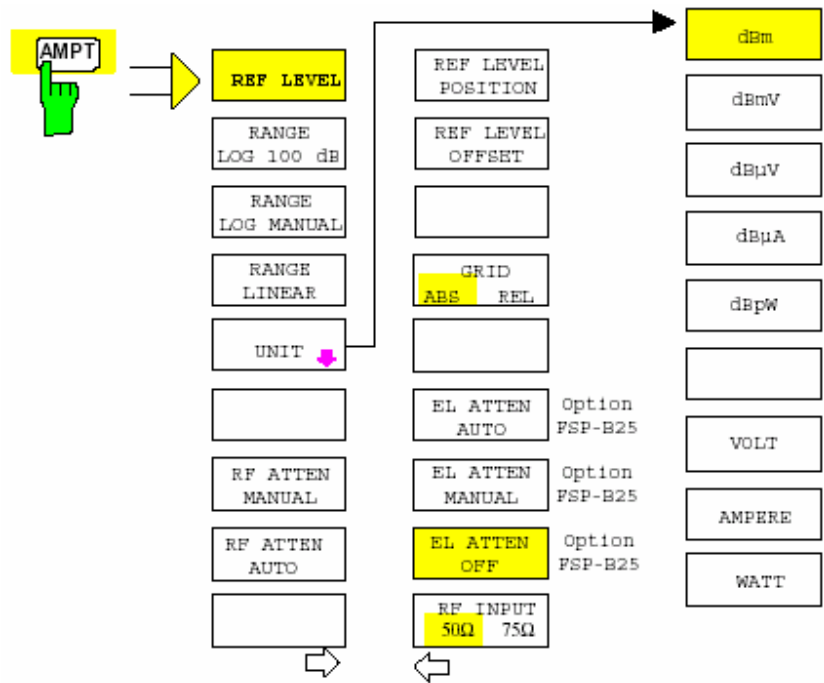 AMPT
REF LEVEL
RANGE
LOG 100 dB
RANGE
LOG MANUAL
RANGE
LINEAR
UNIT
RF ATTEN
MANUAL
RF ATTEN
AUTO
REF LEVEL
POSITION
REF LEVEL
OFFSET
GRID
ABS REL
EL ATTEN
AUTO
Option
FSP-B25
EL ATTEN
MANUAL
Option
FSP-B25
EL ATTEN
OFF
Option
FSP-B25
RF INPUT
50Ω 75Ω
dBm
dBmV
dBµV
dBµA
dBpW
VOLT
AMPERE
WATT